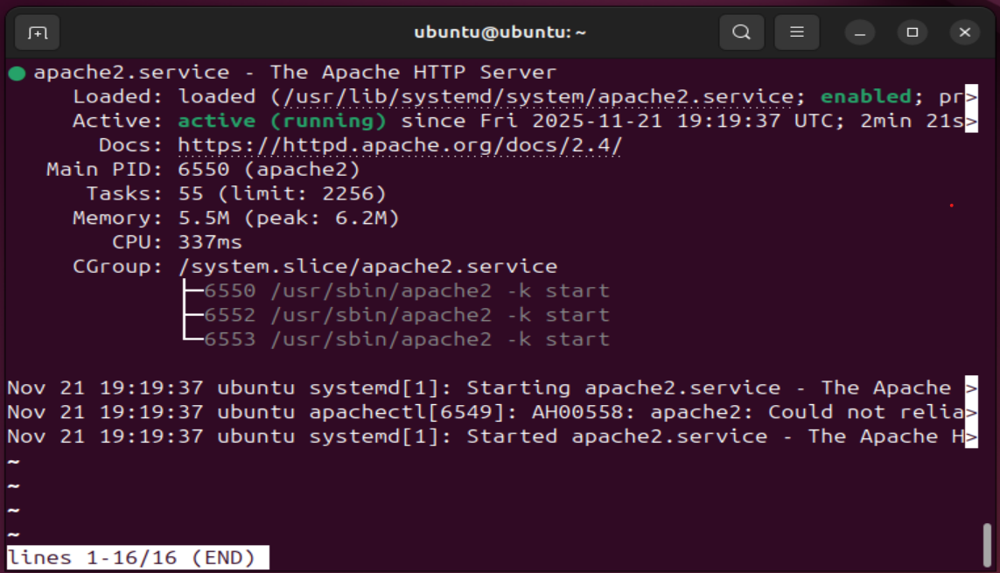 ubuntu@ubuntu: ~
● apache2.service - The Apache HTTP Server
     Loaded: loaded (/usr/lib/systemd/system/apache2.service; enabled; pr>
     Active: active (running) since Fri 2025-11-21 19:19:37 UTC; 2min 21s>
       Docs: https://httpd.apache.org/docs/2.4/
   Main PID: 6550 (apache2)
      Tasks: 55 (limit: 2256)
     Memory: 5.5M (peak: 6.2M)
        CPU: 337ms
     CGroup: /system.slice/apache2.service
             ├─6550 /usr/sbin/apache2 -k start
             ├─6552 /usr/sbin/apache2 -k start
             └─6553 /usr/sbin/apache2 -k start

Nov 21 19:19:37 ubuntu systemd[1]: Starting apache2.service - The Apache >
Nov 21 19:19:37 ubuntu apachectl[6549]: AH00558: apache2: Could not relia>
Nov 21 19:19:37 ubuntu systemd[1]: Started apache2.service - The Apache H>
~
~
~
~
lines 1-16/16 (END)